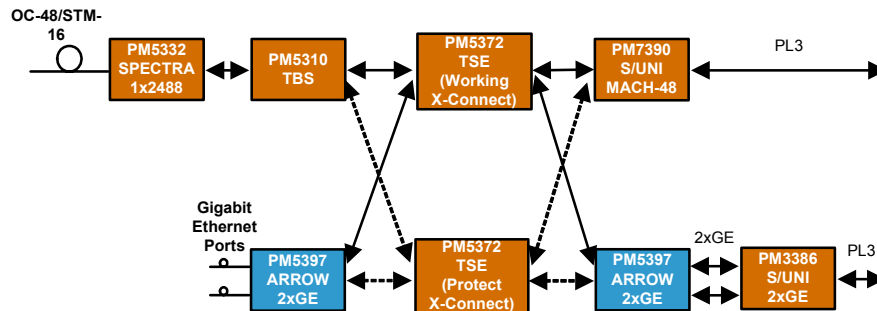 OC-48/STM-
16
PM5332
SPECTRA
1x2488
PM5310
TBS
PM5372
TSE
(Working
X-Connect)
PM7390
S/UNI
MACH-48
PL3
Gigabit
Ethernet
Ports
PM5397
ARROW
2xGE
PM5372
TSE
(Protect
X-Connect)
PM5397
ARROW
2xGE
2xGE
PM3386
S/UNI
2xGE
PL3